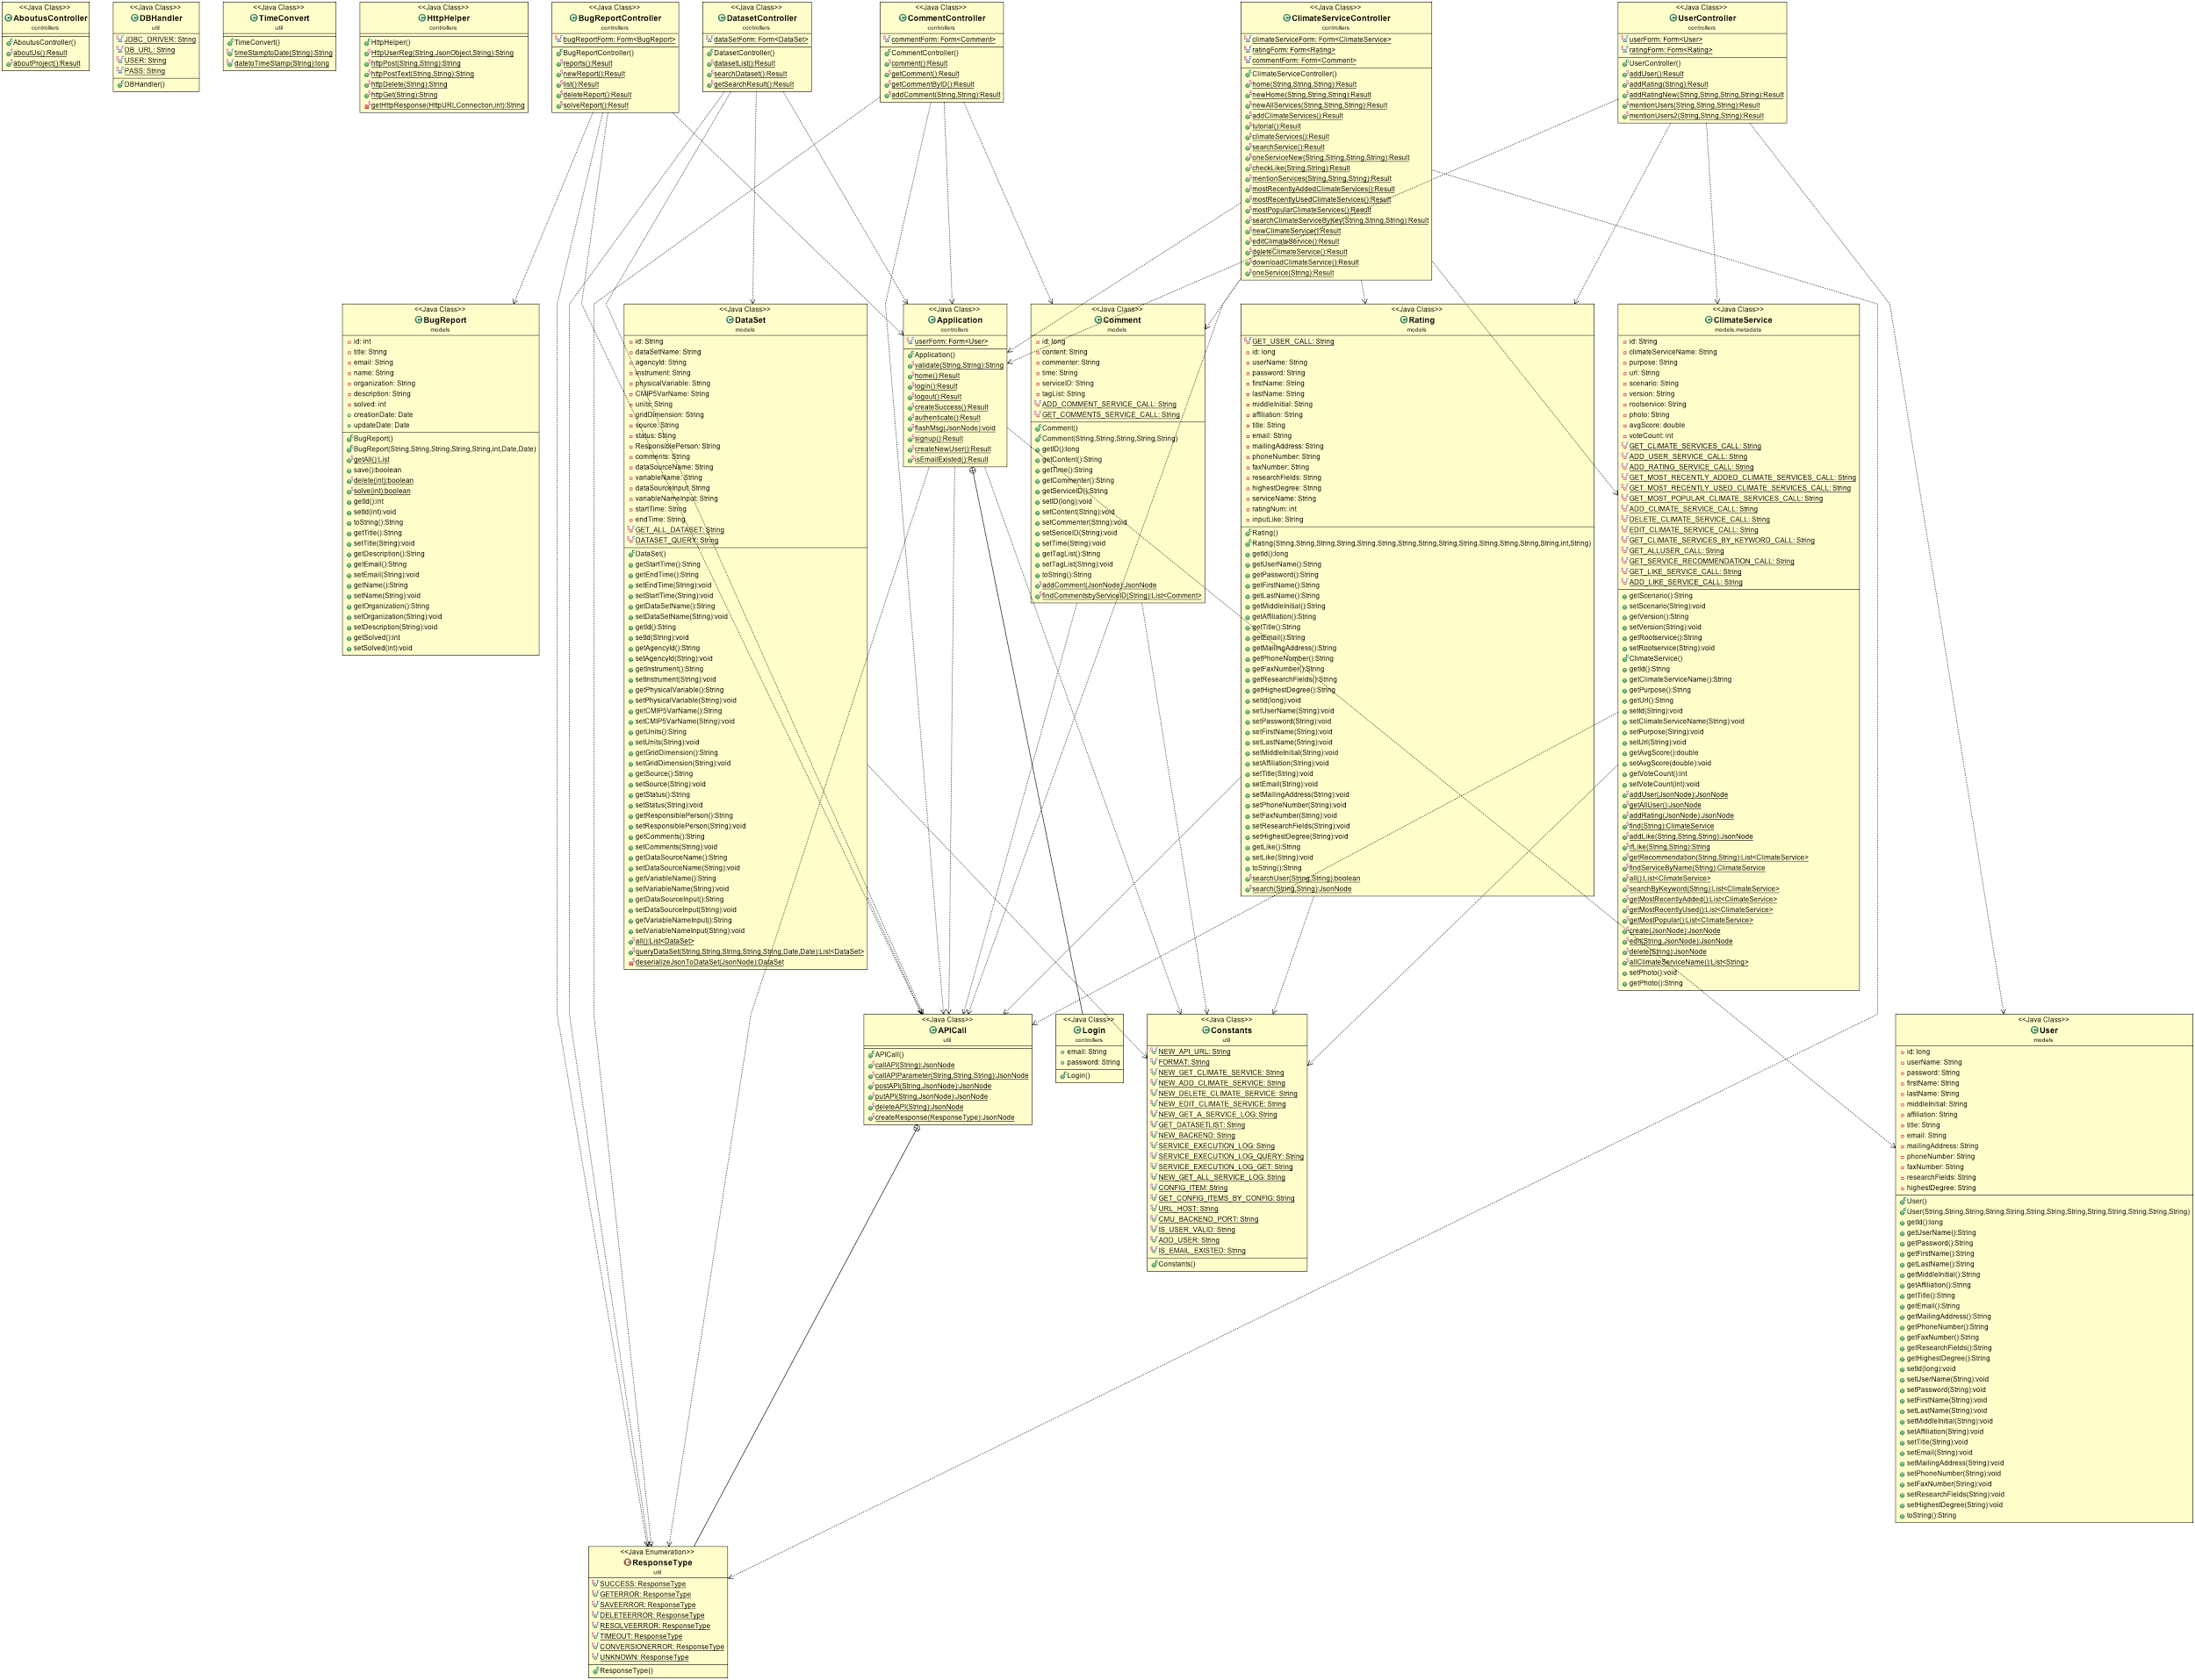 <<Java Class>>
AboutusController
controllers
AboutusController()
aboutUs():Result
aboutProject():Result
<<Java Class>>
DBHandler
util
JDBC_DRIVER: String
DB_URL: String
USER: String
PASS: String
DBHandler()
<<Java Class>>
TimeConvert
util
TimeConvert()
timeStamptoDate(String):String
datetoTimeStamp(String):long
<<Java Class>>
HttpHelper
controllers
HttpHelper()
HttpUserReg(String,JsonObject,String):String
httpPost(String,String):String
httpPostText(String,String):String
httpDelete(String):String
httpGet(String):String
getHttpResponse(HttpURLConnection,int):String
<<Java Class>>
BugReportController
controllers
bugReportForm: Form<BugReport>
BugReportController()
reports():Result
newReport():Result
list():Result
deleteReport():Result
solveReport():Result
<<Java Class>>
DatasetController
controllers
dataSetForm: Form<DataSet>
DatasetController()
datasetList():Result
searchDataset():Result
getSearchResult():Result
<<Java Class>>
CommentController
controllers
commentForm: Form<Comment>
CommentController()
comment():Result
getComment():Result
getCommentByID():Result
addComment(String,String):Result
<<Java Class>>
ClimateServiceController
controllers
climateServiceForm: Form<ClimateService>
ratingForm: Form<Rating>
commentForm: Form<Comment>
ClimateServiceController()
home(String,String,String):Result
newHome(String,String,String):Result
newAllServices(String,String,String):Result
addClimateServices():Result
tutorial():Result
climateServices():Result
searchService():Result
oneServiceNew(String,String,String,String):Result
checkLike(String,String):Result
mentionServices(String,String,String):Result
mostRecentlyAddedClimateServices():Result
mostRecentlyUsedClimateServices():Result
mostPopularClimateServices():Result
searchClimateServiceByKey(String,String,String):Result
newClimateService():Result
editClimateService():Result
deleteClimateService():Result
downloadClimateService():Result
oneService(String):Result
<<Java Class>>
UserController
controllers
userForm: Form<User>
ratingForm: Form<Rating>
UserController()
addUser():Result
addRating(String):Result
addRatingNew(String,String,String,String):Result
mentionUsers(String,String,String):Result
mentionUsers2(String,String,String):Result
<<Java Class>>
BugReport
models
id: int
title: String
email: String
name: String
organization: String
description: String
solved: int
creationDate: Date
updateDate: Date
BugReport()
BugReport(String,String,String,String,String,int,Date,Date)
getAll():List
save():boolean
delete(int):boolean
solve(int):boolean
getId():int
setId(int):void
toString():String
getTitle():String
setTitle(String):void
getDescription():String
getEmail():String
setEmail(String):void
getName():String
setName(String):void
getOrganization():String
setOrganization(String):void
setDescription(String):void
getSolved():int
setSolved(int):void
<<Java Class>>
DataSet
models
id: String
dataSetName: String
agencyId: String
instrument: String
physicalVariable: String
CMIP5VarName: String
units: String
gridDimension: String
source: String
status: String
ResponsiblePerson: String
comments: String
dataSourceName: String
variableName: String
dataSourceInput: String
variableNameInput: String
startTime: String
endTime: String
GET_ALL_DATASET: String
DATASET_QUERY: String
DataSet()
getStartTime():String
getEndTime():String
setEndTime(String):void
setStartTime(String):void
getDataSetName():String
setDataSetName(String):void
getId():String
setId(String):void
getAgencyId():String
setAgencyId(String):void
getInstrument():String
setInstrument(String):void
getPhysicalVariable():String
setPhysicalVariable(String):void
getCMIP5VarName():String
setCMIP5VarName(String):void
getUnits():String
setUnits(String):void
getGridDimension():String
setGridDimension(String):void
getSource():String
setSource(String):void
getStatus():String
setStatus(String):void
getResponsiblePerson():String
setResponsiblePerson(String):void
getComments():String
setComments(String):void
getDataSourceName():String
setDataSourceName(String):void
getVariableName():String
setVariableName(String):void
getDataSourceInput():String
setDataSourceInput(String):void
getVariableNameInput():String
setVariableNameInput(String):void
all():List<DataSet>
queryDataSet(String,String,String,String,String,Date,Date):List<DataSet>
deserializeJsonToDataSet(JsonNode):DataSet
<<Java Class>>
Application
controllers
userForm: Form<User>
Application()
validate(String,String):String
home():Result
login():Result
logout():Result
createSuccess():Result
authenticate():Result
flashMsg(JsonNode):void
signup():Result
createNewUser():Result
isEmailExisted():Result
<<Java Class>>
Comment
models
id: long
content: String
commenter: String
time: String
serviceID: String
tagList: String
ADD_COMMENT_SERVICE_CALL: String
GET_COMMENTS_SERVICE_CALL: String
Comment()
Comment(String,String,String,String,String)
getID():long
getContent():String
getTime():String
getCommenter():String
getServiceID():String
setID(long):void
setContent(String):void
setCommenter(String):void
setSericeID(String):void
setTime(String):void
getTagList():String
setTagList(String):void
toString():String
addComment(JsonNode):JsonNode
findCommentsbyServiceID(String):List<Comment>
<<Java Class>>
Rating
models
GET_USER_CALL: String
id: long
userName: String
password: String
firstName: String
lastName: String
middleInitial: String
affiliation: String
title: String
email: String
mailingAddress: String
phoneNumber: String
faxNumber: String
researchFields: String
highestDegree: String
serviceName: String
ratingNum: int
inputLike: String
Rating()
Rating(String,String,String,String,String,String,String,String,String,String,String,String,String,int,String)
getId():long
getUserName():String
getPassword():String
getFirstName():String
getLastName():String
getMiddleInitial():String
getAffiliation():String
getTitle():String
getEmail():String
getMailingAddress():String
getPhoneNumber():String
getFaxNumber():String
getResearchFields():String
getHighestDegree():String
setId(long):void
setUserName(String):void
setPassword(String):void
setFirstName(String):void
setLastName(String):void
setMiddleInitial(String):void
setAffiliation(String):void
setTitle(String):void
setEmail(String):void
setMailingAddress(String):void
setPhoneNumber(String):void
setFaxNumber(String):void
setResearchFields(String):void
setHighestDegree(String):void
getLike():String
setLike(String):void
toString():String
searchUser(String,String):boolean
search(String,String):JsonNode
<<Java Class>>
ClimateService
models.metadata
id: String
climateServiceName: String
purpose: String
url: String
scenario: String
version: String
rootservice: String
photo: String
avgScore: double
voteCount: int
GET_CLIMATE_SERVICES_CALL: String
ADD_USER_SERVICE_CALL: String
ADD_RATING_SERVICE_CALL: String
GET_MOST_RECENTLY_ADDED_CLIMATE_SERVICES_CALL: String
GET_MOST_RECENTLY_USED_CLIMATE_SERVICES_CALL: String
GET_MOST_POPULAR_CLIMATE_SERVICES_CALL: String
ADD_CLIMATE_SERVICE_CALL: String
DELETE_CLIMATE_SERVICE_CALL: String
EDIT_CLIMATE_SERVICE_CALL: String
GET_CLIMATE_SERVICES_BY_KEYWORD_CALL: String
GET_ALLUSER_CALL: String
GET_SERVICE_RECOMMENDATION_CALL: String
GET_LIKE_SERVICE_CALL: String
ADD_LIKE_SERVICE_CALL: String
getScenario():String
setScenario(String):void
getVersion():String
setVersion(String):void
getRootservice():String
setRootservice(String):void
ClimateService()
getId():String
getClimateServiceName():String
getPurpose():String
getUrl():String
setId(String):void
setClimateServiceName(String):void
setPurpose(String):void
setUrl(String):void
getAvgScore():double
setAvgScore(double):void
getVoteCount():int
setVoteCount(int):void
addUser(JsonNode):JsonNode
getAllUser():JsonNode
addRating(JsonNode):JsonNode
find(String):ClimateService
addLike(String,String,String):JsonNode
ifLike(String,String):String
getRecommendation(String,String):List<ClimateService>
findServiceByName(String):ClimateService
all():List<ClimateService>
searchByKeyword(String):List<ClimateService>
getMostRecentlyAdded():List<ClimateService>
getMostRecentlyUsed():List<ClimateService>
getMostPopular():List<ClimateService>
create(JsonNode):JsonNode
edit(String,JsonNode):JsonNode
delete(String):JsonNode
allClimateServiceName():List<String>
setPhoto():void
getPhoto():String
<<Java Class>>
APICall
util
APICall()
callAPI(String):JsonNode
callAPIParameter(String,String,String):JsonNode
postAPI(String,JsonNode):JsonNode
putAPI(String,JsonNode):JsonNode
deleteAPI(String):JsonNode
createResponse(ResponseType):JsonNode
<<Java Class>>
Login
controllers
email: String
password: String
Login()
<<Java Class>>
Constants
util
NEW_API_URL: String
FORMAT: String
NEW_GET_CLIMATE_SERVICE: String
NEW_ADD_CLIMATE_SERVICE: String
NEW_DELETE_CLIMATE_SERVICE: String
NEW_EDIT_CLIMATE_SERVICE: String
NEW_GET_A_SERVICE_LOG: String
GET_DATASETLIST: String
NEW_BACKEND: String
SERVICE_EXECUTION_LOG: String
SERVICE_EXECUTION_LOG_QUERY: String
SERVICE_EXECUTION_LOG_GET: String
NEW_GET_ALL_SERVICE_LOG: String
CONFIG_ITEM: String
GET_CONFIG_ITEMS_BY_CONFIG: String
URL_HOST: String
CMU_BACKEND_PORT: String
IS_USER_VALID: String
ADD_USER: String
IS_EMAIL_EXISTED: String
Constants()
<<Java Class>>
User
models
id: long
userName: String
password: String
firstName: String
lastName: String
middleInitial: String
affiliation: String
title: String
email: String
mailingAddress: String
phoneNumber: String
faxNumber: String
researchFields: String
highestDegree: String
User()
User(String,String,String,String,String,String,String,String,String,String,String,String,String)
getId():long
getUserName():String
getPassword():String
getFirstName():String
getLastName():String
getMiddleInitial():String
getAffiliation():String
getTitle():String
getEmail():String
getMailingAddress():String
getPhoneNumber():String
getFaxNumber():String
getResearchFields():String
getHighestDegree():String
setId(long):void
setUserName(String):void
setPassword(String):void
setFirstName(String):void
setLastName(String):void
setMiddleInitial(String):void
setAffiliation(String):void
setTitle(String):void
setEmail(String):void
setMailingAddress(String):void
setPhoneNumber(String):void
setFaxNumber(String):void
setResearchFields(String):void
setHighestDegree(String):void
toString():String
<<Java Enumeration>>
ResponseType
util
SUCCESS: ResponseType
GETERROR: ResponseType
SAVEERROR: ResponseType
DELETEERROR: ResponseType
RESOLVEERROR: ResponseType
TIMEOUT: ResponseType
CONVERSIONERROR: ResponseType
UNKNOWN: ResponseType
ResponseType()